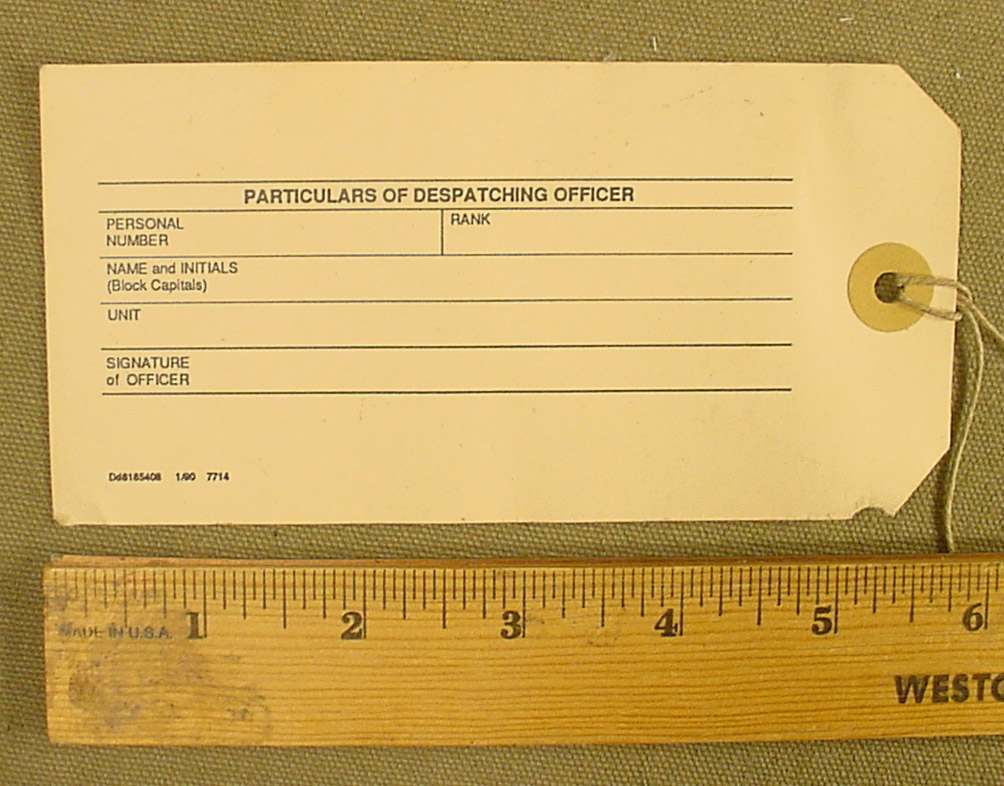 PARTICULARS OF DESPATCHING OFFICER
PERSONAL NUMBER
RANK
NAME and INITIALS
(Block Capitals)
UNIT
SIGNATURE
of OFFICER
Dd8185408 1/90 7714
1 2 3 4 5 6
MADE IN U.S.A.